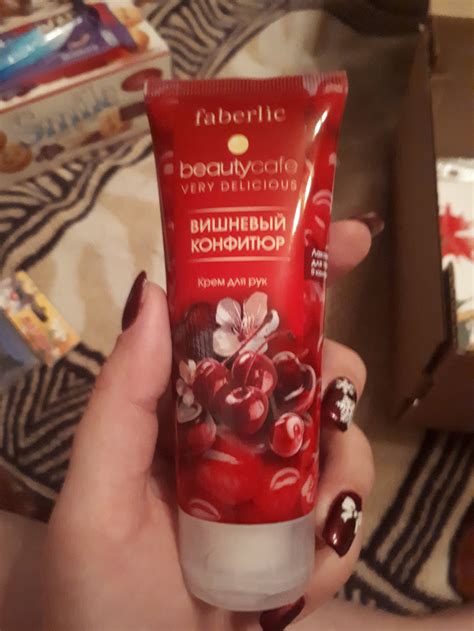 faberlic
beautycafe
VERY DELICIOUS
ВИШНЕВЫЙ
КОНФИТЮР
Крем для рук